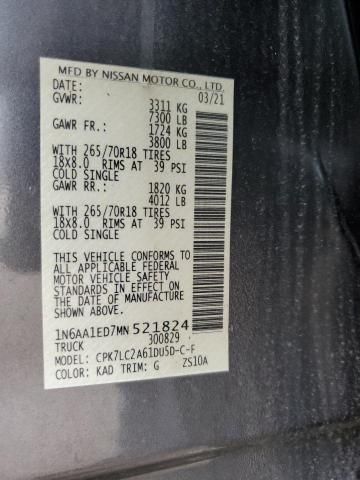 MFD BY NISSAN MOTOR CO., LTD.
DATE: 03/21
GVWR: 3311 KG
7300 LB
GAWR FR.: 1724 KG
3800 LB
WITH 265/70R18 TIRES
18X8.0 RIMS AT 39 PSI
COLD SINGLE
GAWR RR.: 1820 KG
4012 LB
WITH 265/70R18 TIRES
18X8.0 RIMS AT 39 PSI
COLD SINGLE
THIS VEHICLE CONFORMS TO
ALL APPLICABLE FEDERAL
MOTOR VEHICLE SAFETY
STANDARDS IN EFFECT ON
THE DATE OF MANUFACTURE
SHOWN ABOVE.
1N6AA1ED7MN521824
TRUCK 300829
MODEL: CPK7LC2A61DU5D-C-F
COLOR: KAD TRIM: G ZS10A